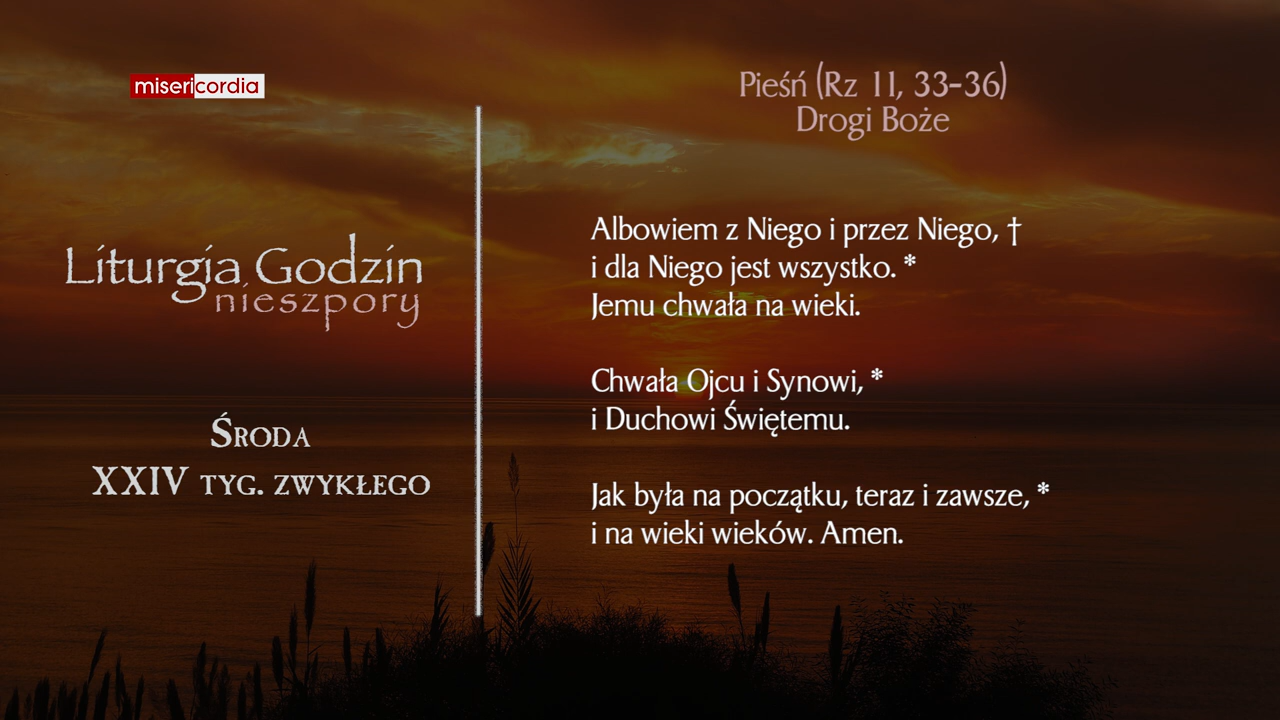 misericordia
Liturgia Godzin
nieszpory
Środa
XXIV tyg. zwykłego
Pieśń (Rz 11, 33-36)
Drogi Boże
Albowiem z Niego i przez Niego, †
i dla Niego jest wszystko. *
Jemu chwała na wieki.
Chwała Ojcu i Synowi, *
i Duchowi Świętemu.
Jak była na początku, teraz i zawsze, *
i na wieki wieków. Amen.